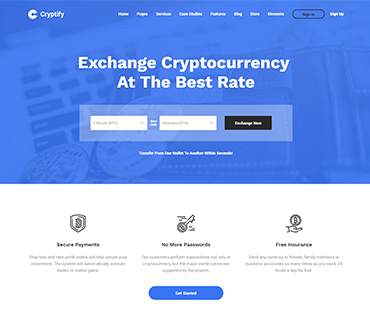 Cryptify
Home Pages Services Case Studies Features Blog Store Elements Sign In Sign Up
Exchange Cryptocurrency
At The Best Rate
1 Bitcoin (BTC) Ethereum (ETH) Exchange Now
Transfer From One Wallet To Another Within Seconds!
Secure Payments No More Passwords Free Insurance
Stop loss and take profit orders will help secure your
investment. The system will automatically execute
trades to realise gains.
Our customers perform transactions not only in
cryptocurrency, but the major world currencies
supported by the system.
Send any currency to friends, family members or
business associates as many times as you want, 24
hours a day for free.
Get Started